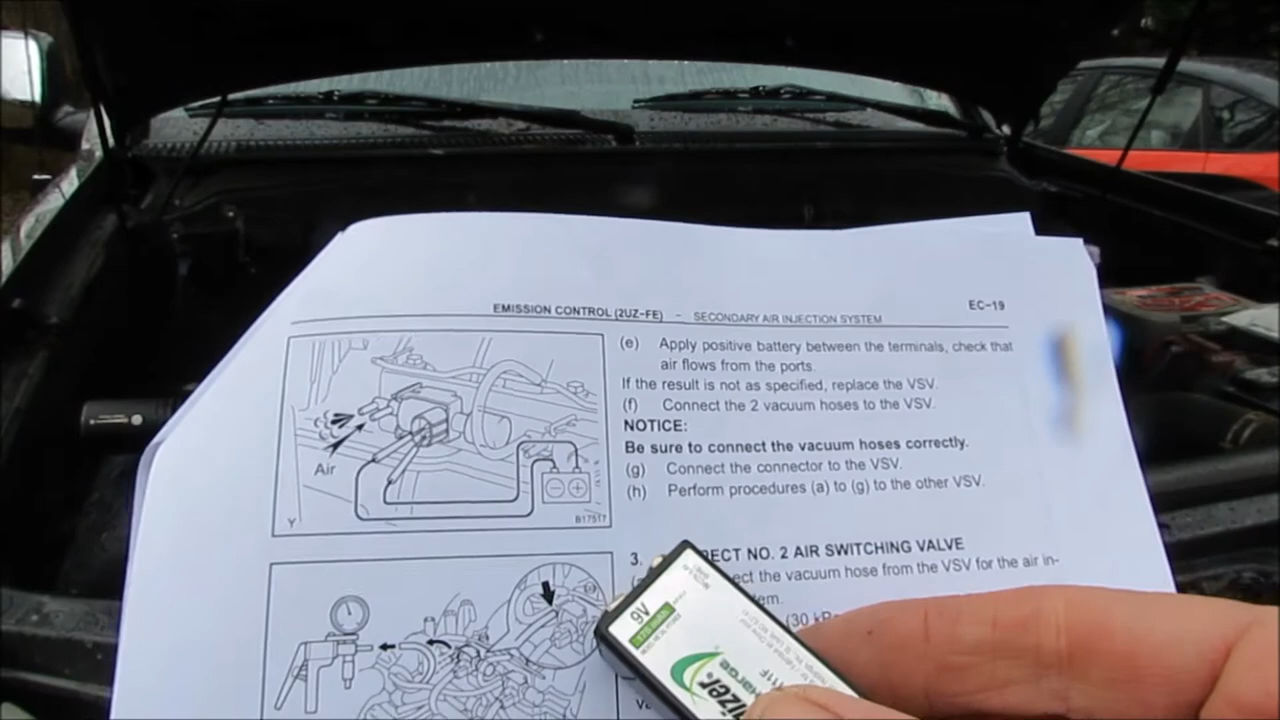 EMISSION CONTROL (2UZ-FE) - SECONDARY AIR INJECTION SYSTEM
EC-19
(e) Apply positive battery between the terminals, check that
air flows from the ports.
If the result is not as specified, replace the VSV.
(f) Connect the 2 vacuum hoses to the VSV.
NOTICE:
Be sure to connect the vacuum hoses correctly.
(g) Connect the connector to the VSV.
(h) Perform procedures (a) to (g) to the other VSV.
Air
Y
B17517
3. ECT NO. 2 AIR SWITCHING VALVE
ect the vacuum hose from the VSV for the air in-
tem.
(30
9V